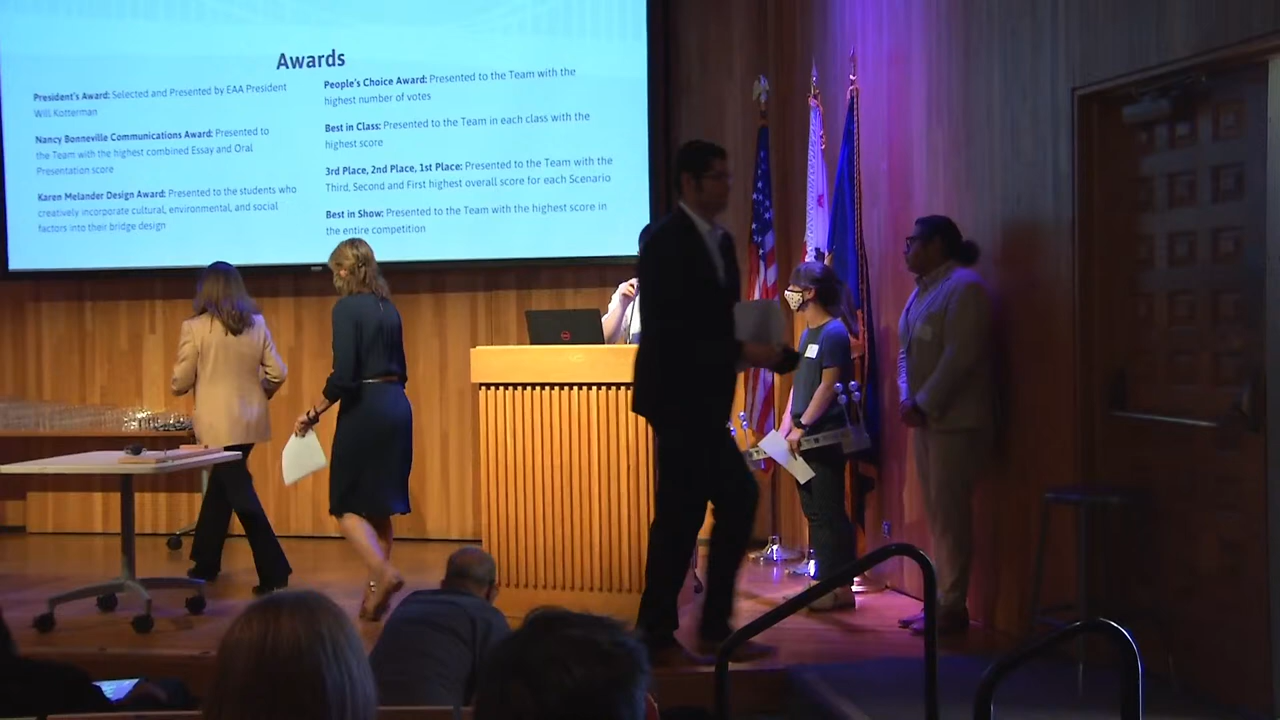 Awards
President's Award: Selected and Presented by EAA President
Will Kotterman
Nancy Bonneville Communications Award: Presented to
the Team with the highest combined Essay and Oral
Presentation score
Karen Melander Design Award: Presented to the students who
creatively incorporate cultural, environmental, and social
factors into their bridge design
People's Choice Award: Presented to the Team with the
highest number of votes
Best in Class: Presented to the Team in each class with the
highest score
3rd Place, 2nd Place, 1st Place: Presented to the Team with the
Third, Second and First highest overall score for each Scenario
Best in Show: Presented to the Team with the highest score in
the entire competition